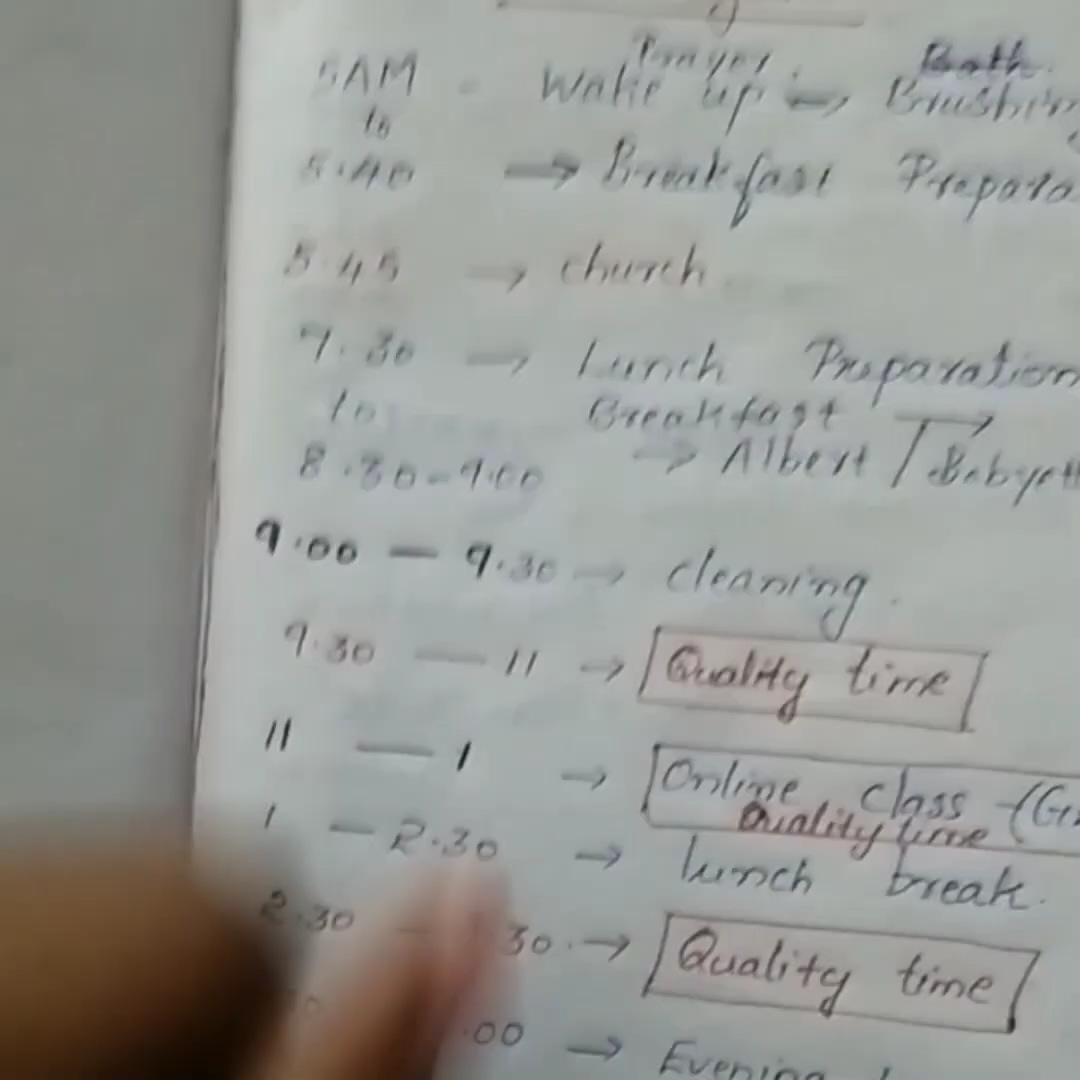 Prayer Bath
5AM - Wake up → Brushing
to
5.40 → Breakfast Prepara
5.45 → church
7.30 → Lunch Preparation
to Breakfast →
8.30-9.00 → Albert /
9.00 — 9.30 → cleaning.
9.30 — 11 → Quality time
11 — 1 → Online class -(
Quality time
1 — 2.30 → lunch break.
2.30 — 30 → Quality time
.00 → Evening